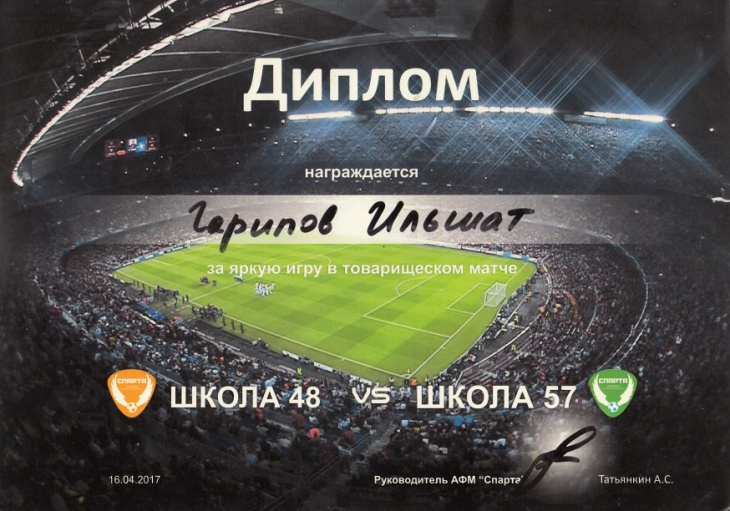 Диплом
награждается
Гарипов Ильшат
за яркую игру в товарищеском матче
СПАРТА ШКОЛА 48 VS ШКОЛА 57 СПАРТА
16.04.2017 Руководитель АФМ "Спарта" Татьянкин А.С.